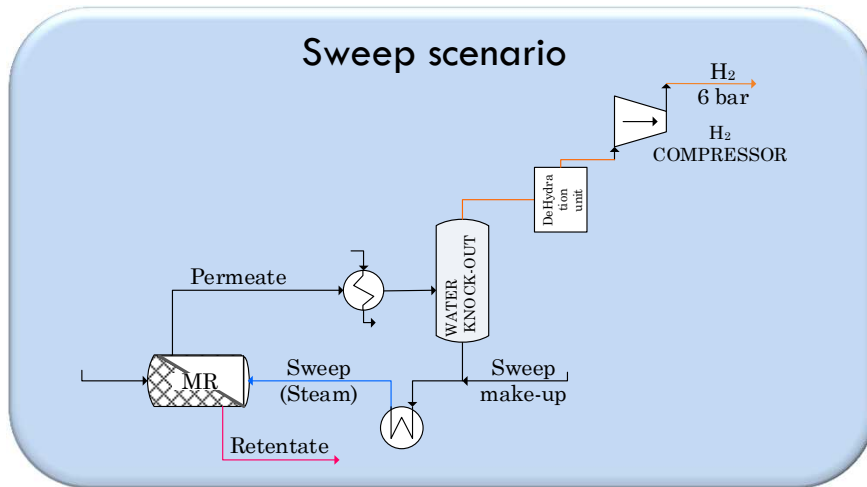 Sweep scenario
H₂
6 bar
H₂
COMPRESSOR
DeHydra
tion
unit
Permeate
WATER
KNOCK-OUT
MR
Sweep
(Steam)
Sweep
make-up
Retentate